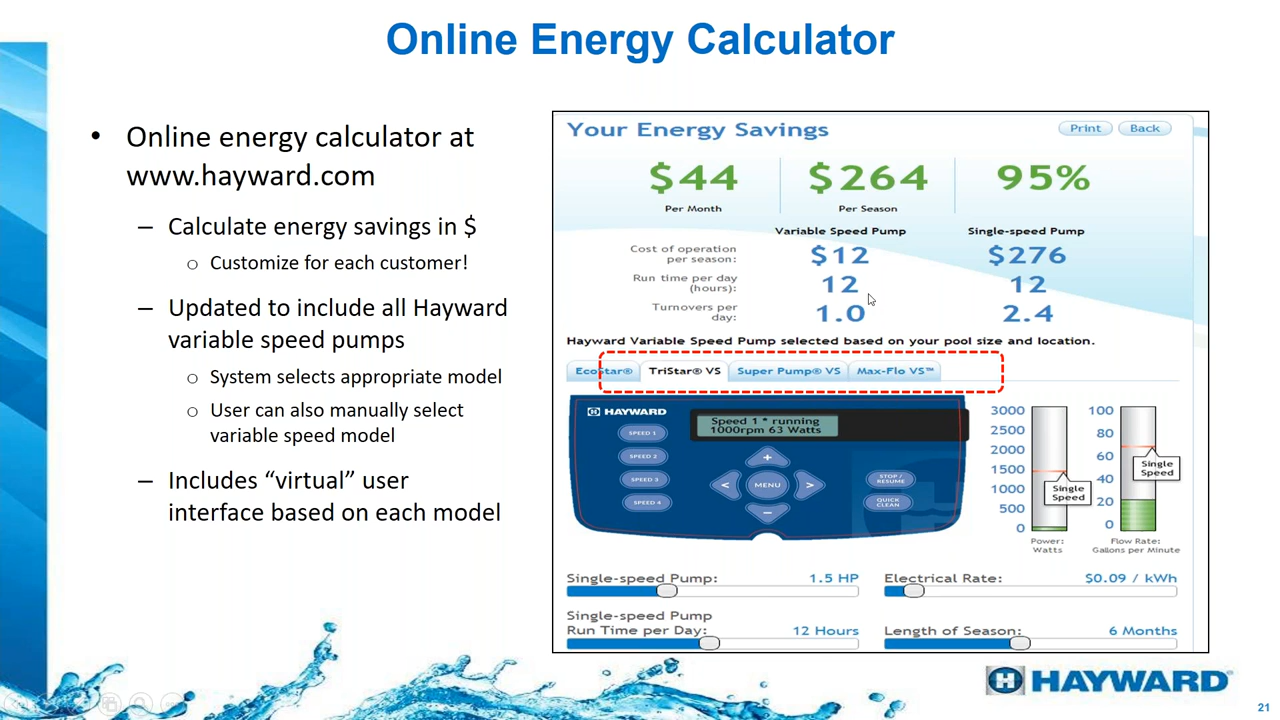 Online Energy Calculator
• Online energy calculator at
www.hayward.com
– Calculate energy savings in $
o Customize for each customer!
– Updated to include all Hayward
variable speed pumps
o System selects appropriate model
o User can also manually select
variable speed model
– Includes “virtual” user
interface based on each model
Your Energy Savings
Print Back
$44 $264 95%
Per Month Per Season
Variable Speed Pump Single-speed Pump
Cost of operation
per season: $12 $276
Run time per day
(hours): 12 12
Turnovers per
day: 1.0 2.4
Hayward Variable Speed Pump selected based on your pool size and location.
EcoStar® TriStar® VS Super Pump® VS Max-Flo VS™
HAYWARD
Speed 1 * running
1000rpm 63 Watts
SPEED 1
SPEED 2
SPEED 3
SPEED 4
+
< MENU >
−
STOP /
RESUME
QUICK
CLEAN
3000
2500
2000
1500
1000
500
0
Single
Speed
Power:
Watts
100
80
60
40
20
0
Single
Speed
Flow Rate:
Gallons per Minute
Single-speed Pump: 1.5 HP
Electrical Rate: $0.09 / kWh
Single-speed Pump
Run Time per Day: 12 Hours
Length of Season: 6 Months
HAYWARD®
21